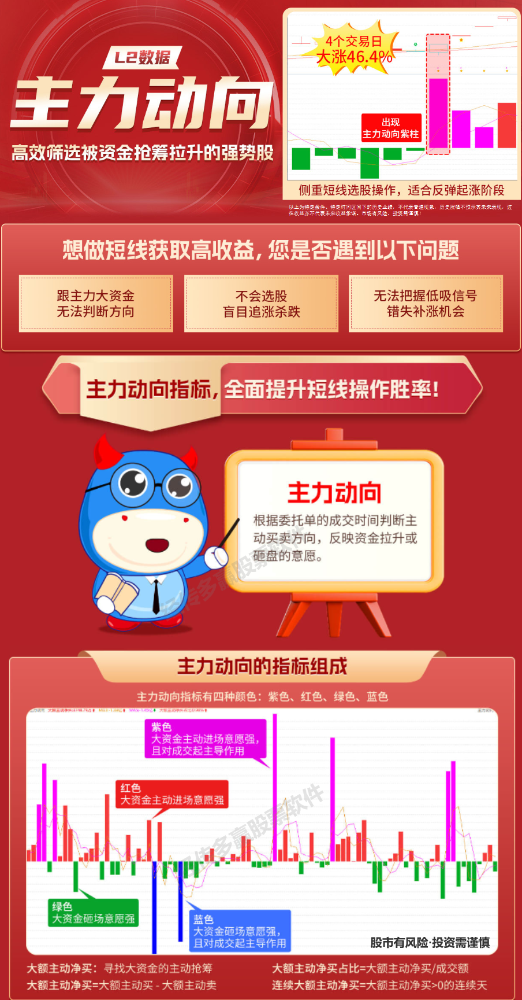 L2数据
主力动向
高效筛选被资金抢筹拉升的强势股
4个交易日
大涨46.4%
出现
主力动向紫柱
侧重短线选股操作，适合反弹起涨阶段
以上为特定条件、特定时间区间下的历史业绩，不代表普遍现象，历史涨幅不预示其未来表现，过
往收益亦不代表未来收益承诺。市场有风险，投资需谨慎！
想做短线获取高收益，您是否遇到以下问题
跟主力大资金
无法判断方向
不会选股
盲目追涨杀跌
无法把握低吸信号
错失补涨机会
主力动向指标，全面提升短线操作胜率！
主力动向
根据委托单的成交时间判断主
动买卖方向，反映资金拉升或
砸盘的意愿。
经传多赢股票软件
主力动向的指标组成
主力动向指标有四种颜色：紫色、红色、绿色、蓝色
紫色
大资金主动进场意愿强，
且对成交起主导作用
红色
大资金主动进场意愿强
经传多赢股票软件
绿色
大资金砸场意愿强
蓝色
大资金砸场意愿强，
且对成交起主导作用
股市有风险·投资需谨慎
大额主动净买：寻找大资金的主动抢筹
大额主动净买占比=大额主动净买/成交额
大额主动净买=大额主动买 - 大额主动卖
连续大额主动净买=大额主动净买>0的连续天